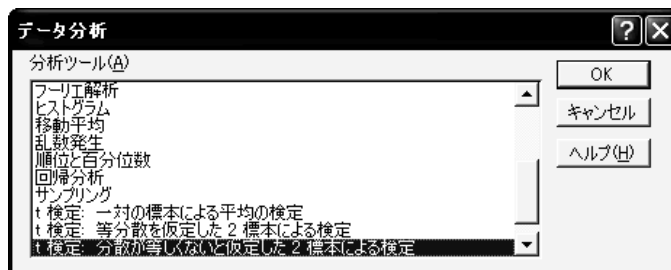 データ分析
分析ツール(A)
フーリエ解析
ヒストグラム
移動平均
乱数発生
順位と百分位数
回帰分析
サンプリング
t 検定: 一対の標本による平均の検定
t 検定: 等分散を仮定した 2 標本による検定
t 検定: 分散が等しくないと仮定した 2 標本による検定
OK
キャンセル
ヘルプ(H)